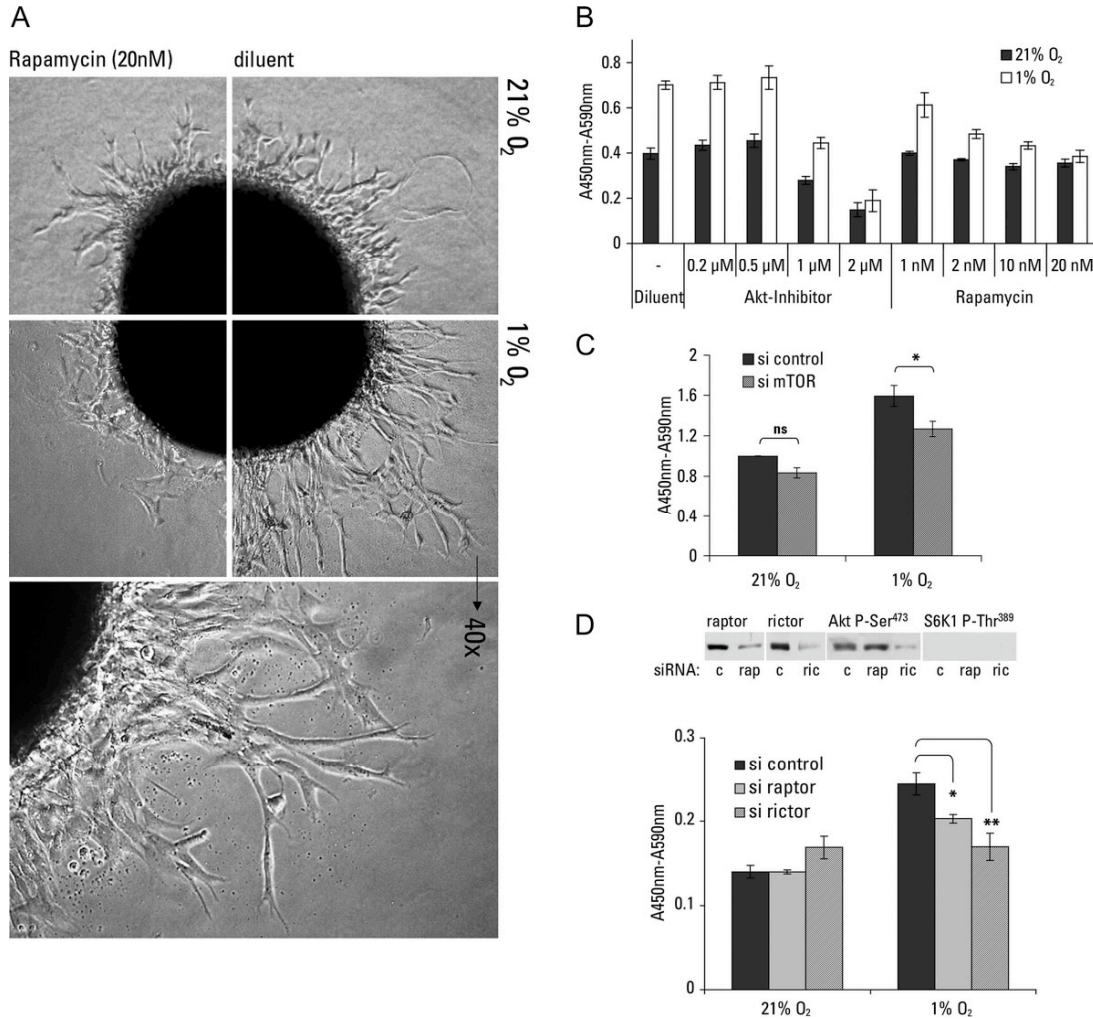 A
Rapamycin (20nM) diluent
21% O₂
1% O₂
40x
B
21% O₂
1% O₂
A450nm-A590nm
0.8
0.6
0.4
0.2
0
- 0.2 µM 0.5 µM 1 µM 2 µM 1 nM 2 nM 10 nM 20 nM
Diluent Akt-Inhibitor Rapamycin
C
si control
si mTOR
A450nm-A590nm
2
1.6
1.2
0.8
0.4
0
ns
*
21% O₂ 1% O₂
D
raptor rictor Akt P-Ser⁴⁷³ S6K1 P-Thr³⁸⁹
siRNA: c rap c ric c rap ric c rap ric
si control
si raptor
si rictor
A450nm-A590nm
0.3
0.2
0.1
0
*
**
21% O₂ 1% O₂